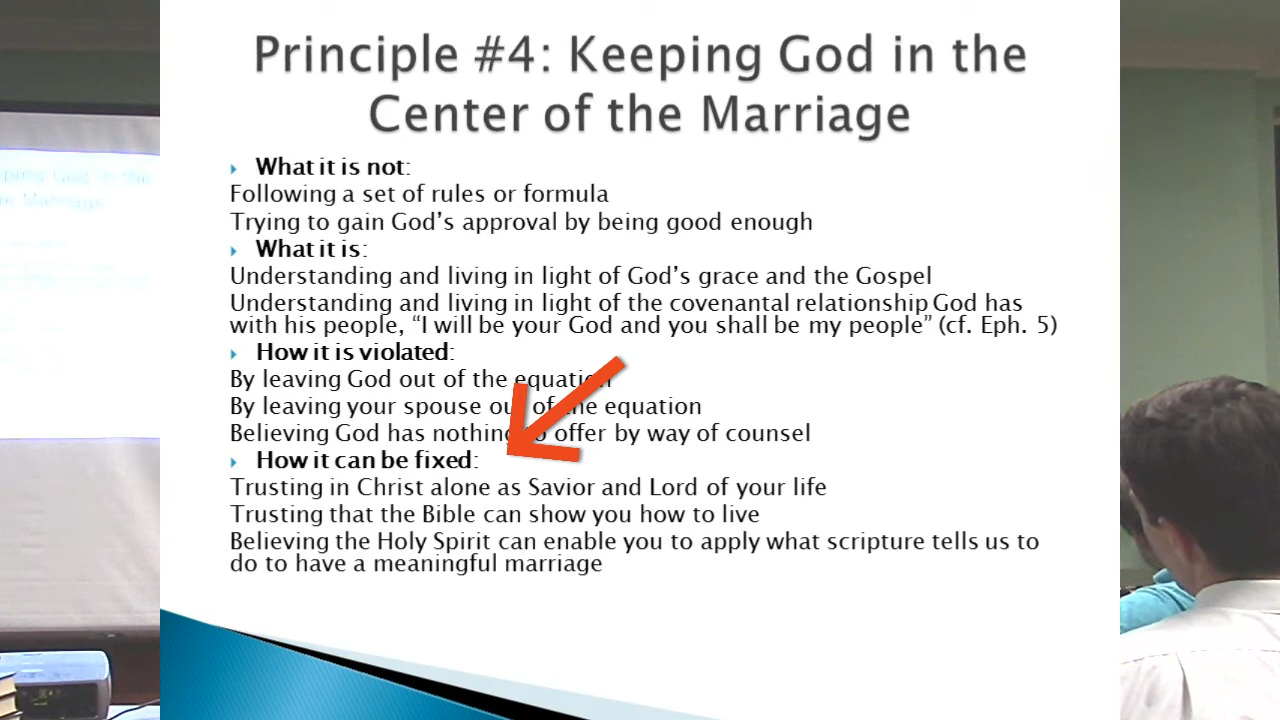 Principle #4: Keeping God in the
Center of the Marriage
What it is not:
Following a set of rules or formula
Trying to gain God’s approval by being good enough
What it is:
Understanding and living in light of God’s grace and the Gospel
Understanding and living in light of the covenantal relationship God has
with his people, “I will be your God and you shall be my people” (cf. Eph. 5)
How it is violated:
By leaving God out of the equation
By leaving your spouse out of the equation
Believing God has nothing to offer by way of counsel
How it can be fixed:
Trusting in Christ alone as Savior and Lord of your life
Trusting that the Bible can show you how to live
Believing the Holy Spirit can enable you to apply what scripture tells us to
do to have a meaningful marriage